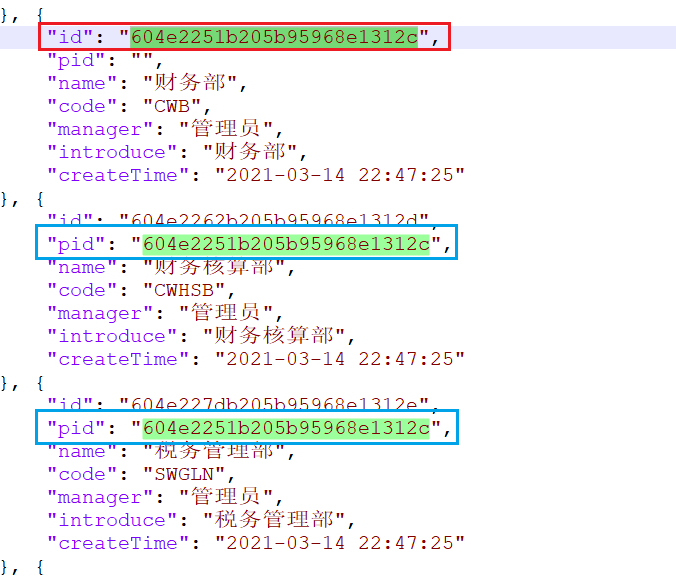 }, {
"id": "604e2251b205b95968e1312c",
"pid": "",
"name": "财务部",
"code": "CWB",
"manager": "管理员",
"introduce": "财务部",
"createTime": "2021-03-14 22:47:25"
}, {
"id": "604e2262b205b95968e1312d",
"pid": "604e2251b205b95968e1312c",
"name": "财务核算部",
"code": "CWHSB",
"manager": "管理员",
"introduce": "财务核算部",
"createTime": "2021-03-14 22:47:25"
}, {
"id": "604e227db205b95968e1312e",
"pid": "604e2251b205b95968e1312c",
"name": "税务管理部",
"code": "SWGLN",
"manager": "管理员",
"introduce": "税务管理部",
"createTime": "2021-03-14 22:47:25"
}, {